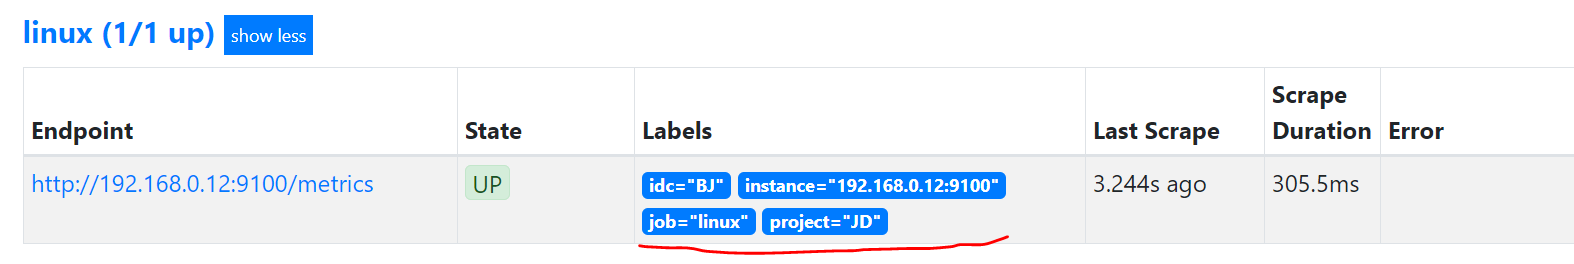 linux (1/1 up) show less
Endpoint State Labels Last Scrape Scrape Duration Error
http://192.168.0.12:9100/metrics UP idc="BJ" instance="192.168.0.12:9100" 3.244s ago 305.5ms
job="linux" project="JD"